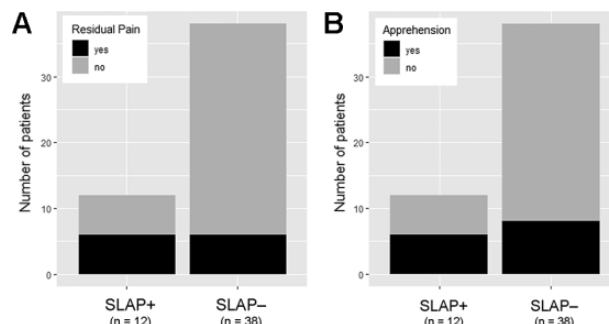 A
Residual Pain
yes
no
Number of patients
30
20
10
0
SLAP+
(n = 12)
SLAP–
(n = 38)
B
Apprehension
yes
no
Number of patients
30
20
10
0
SLAP+
(n = 12)
SLAP–
(n = 38)